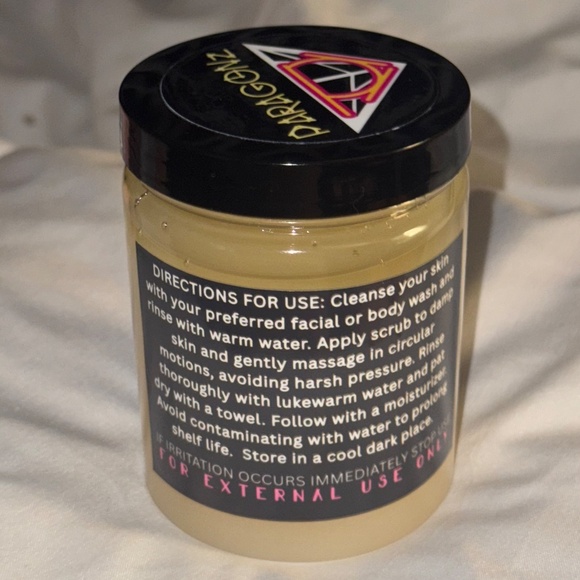 PARAGONZ
DIRECTIONS FOR USE: Cleanse your skin
with your preferred facial or body wash and
rinse with warm water. Apply scrub to damp
skin and gently massage in circular
motions, avoiding harsh pressure. Rinse
thoroughly with lukewarm water and pat
dry with a towel. Follow with a moisturizer.
Avoid contaminating with water to prolong
shelf life. Store in a cool dark place.
IF IRRITATION OCCURS IMMEDIATELY STOP USE
FOR EXTERNAL USE ONLY